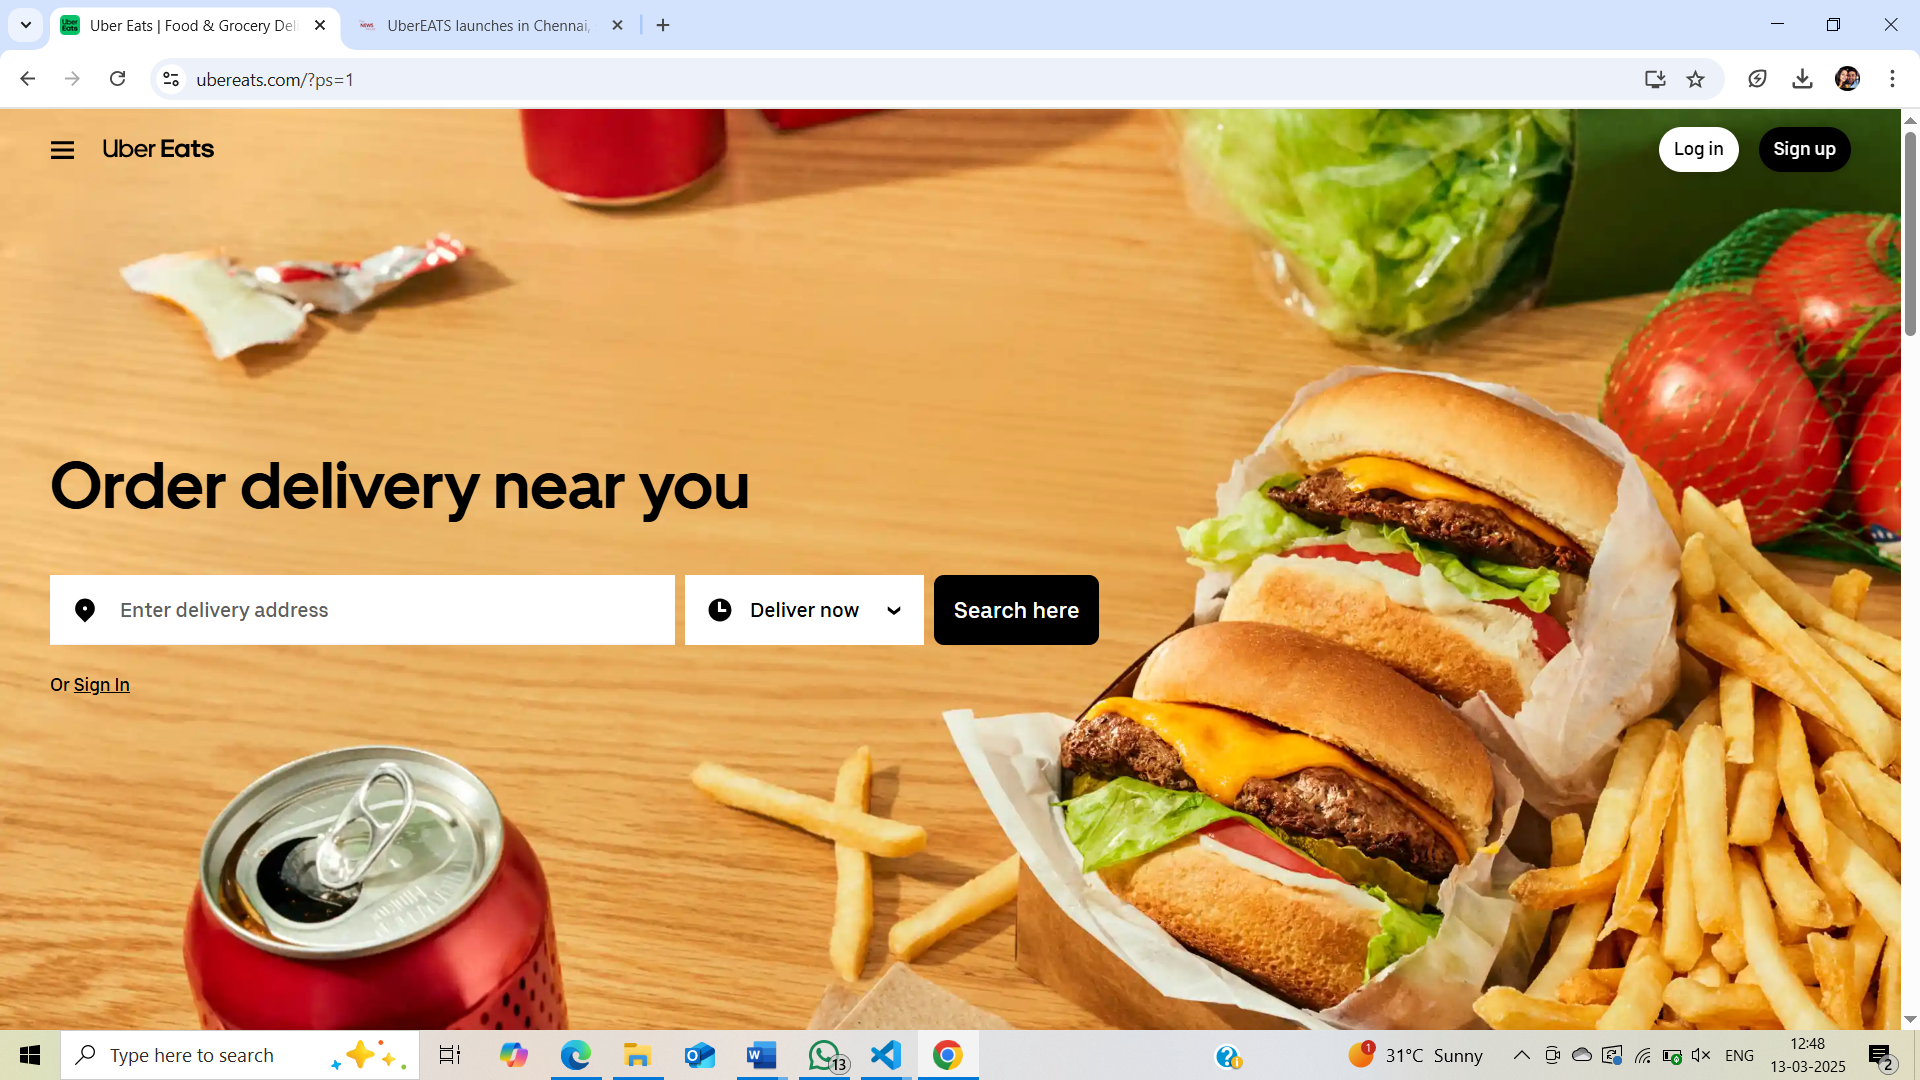 Uber Eats | Food & Grocery Deli
UberEATS launches in Chennai,
ubereats.com/?ps=1
Uber Eats
Log in
Sign up
Order delivery near you
Enter delivery address
Deliver now
Search here
Or Sign In
Type here to search
13
1
31°C Sunny
ENG
12:48
13-03-2025
2